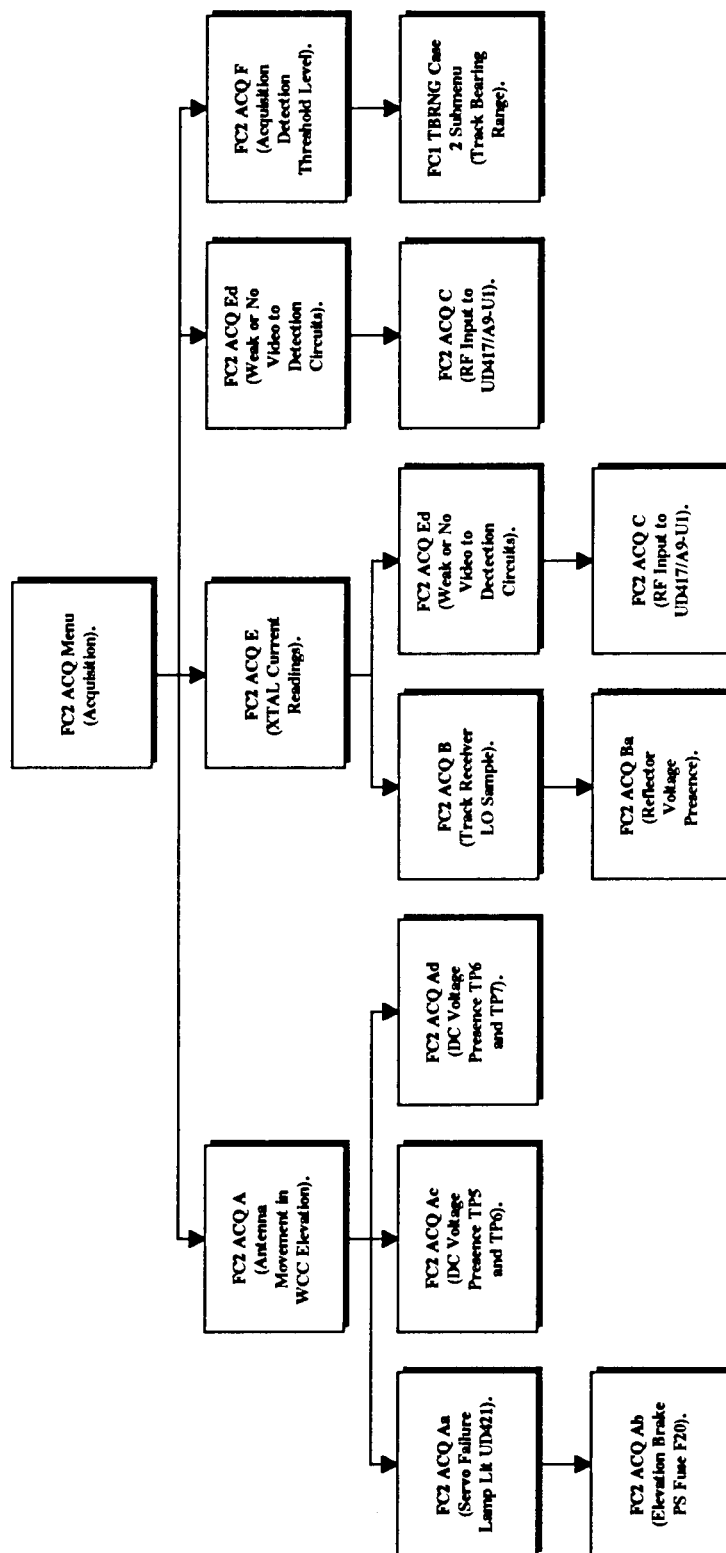 FC2 ACQ Menu
(Acquisition).
FC2 ACQ A
(Antenna
Movement in
WCC Elevation).
FC2 ACQ E
(XTAL Current
Readings).
FC2 ACQ Ed
(Weak or No
Video to
Detection
Circuits).
FC2 ACQ F
(Acquisition
Detection
Threshold Level).
FC2 ACQ Aa
(Servo Failure
Lamp Lit UD421).
FC2 ACQ Ac
(DC Voltage
Presence TP5
and TP6).
FC2 ACQ Ad
(DC Voltage
Presence TP6
and TP7).
FC2 ACQ B
(Track Receiver
LO Sample).
FC2 ACQ Ed
(Weak or No
Video to
Dectection
Circuits).
FC2 ACQ C
(RF Input to
UD417//A9-U1).
FC1 TBRNG Case
2 Submenu
(Track Bearing
Range).
FC2 ACQ Ab
(Elevation Brake
PS Fuse F20).
FC2 ACQ Ba
(Reflector
Voltage
Presence).
FC2 ACQ C
(RF Input to
UD417//A9-U1).